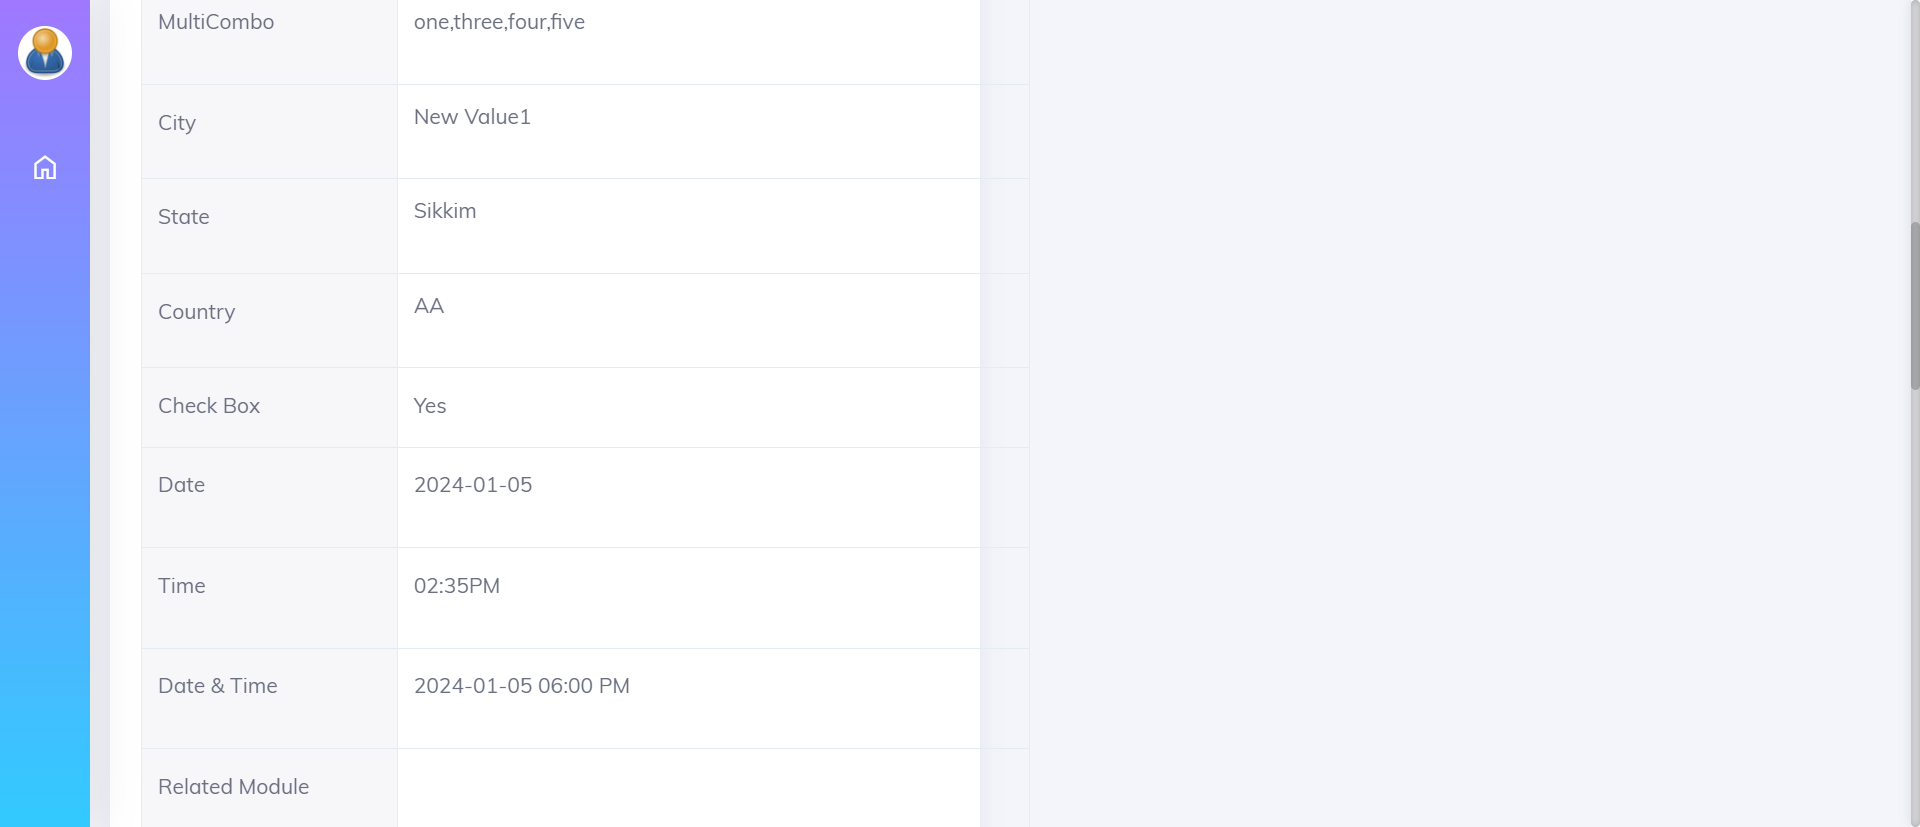 MultiCombo one,three,four,five
City New Value1
State Sikkim
Country AA
Check Box Yes
Date 2024-01-05
Time 02:35PM
Date & Time 2024-01-05 06:00 PM
Related Module